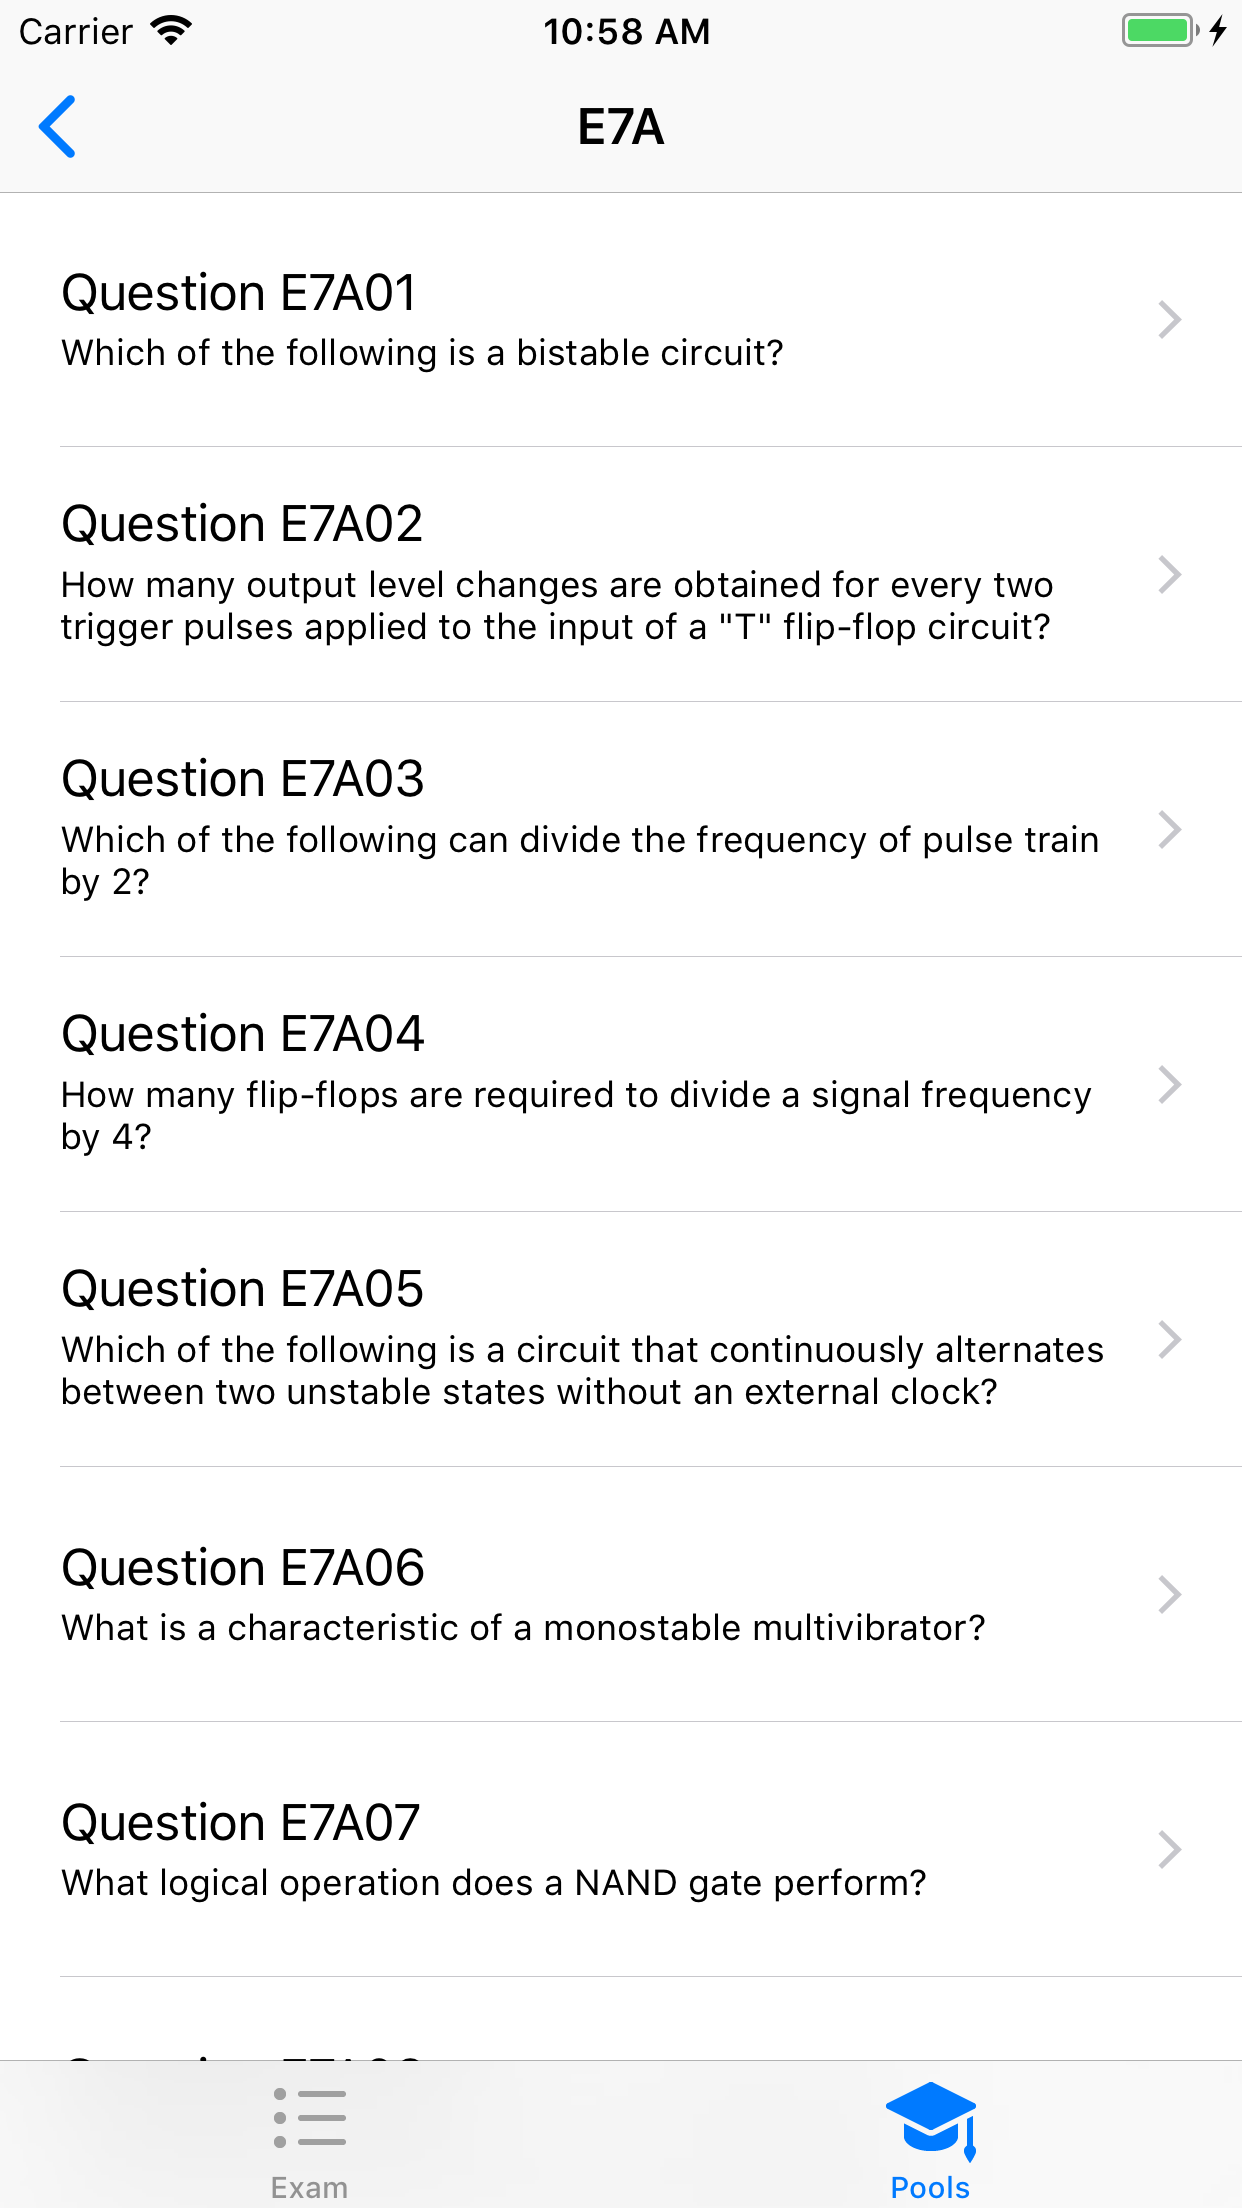 Carrier
10:58 AM
E7A
Question E7A01
Which of the following is a bistable circuit?
Question E7A02
How many output level changes are obtained for every two
trigger pulses applied to the input of a "T" flip-flop circuit?
Question E7A03
Which of the following can divide the frequency of pulse train
by 2?
Question E7A04
How many flip-flops are required to divide a signal frequency
by 4?
Question E7A05
Which of the following is a circuit that continuously alternates
between two unstable states without an external clock?
Question E7A06
What is a characteristic of a monostable multivibrator?
Question E7A07
What logical operation does a NAND gate perform?
Exam
Pools